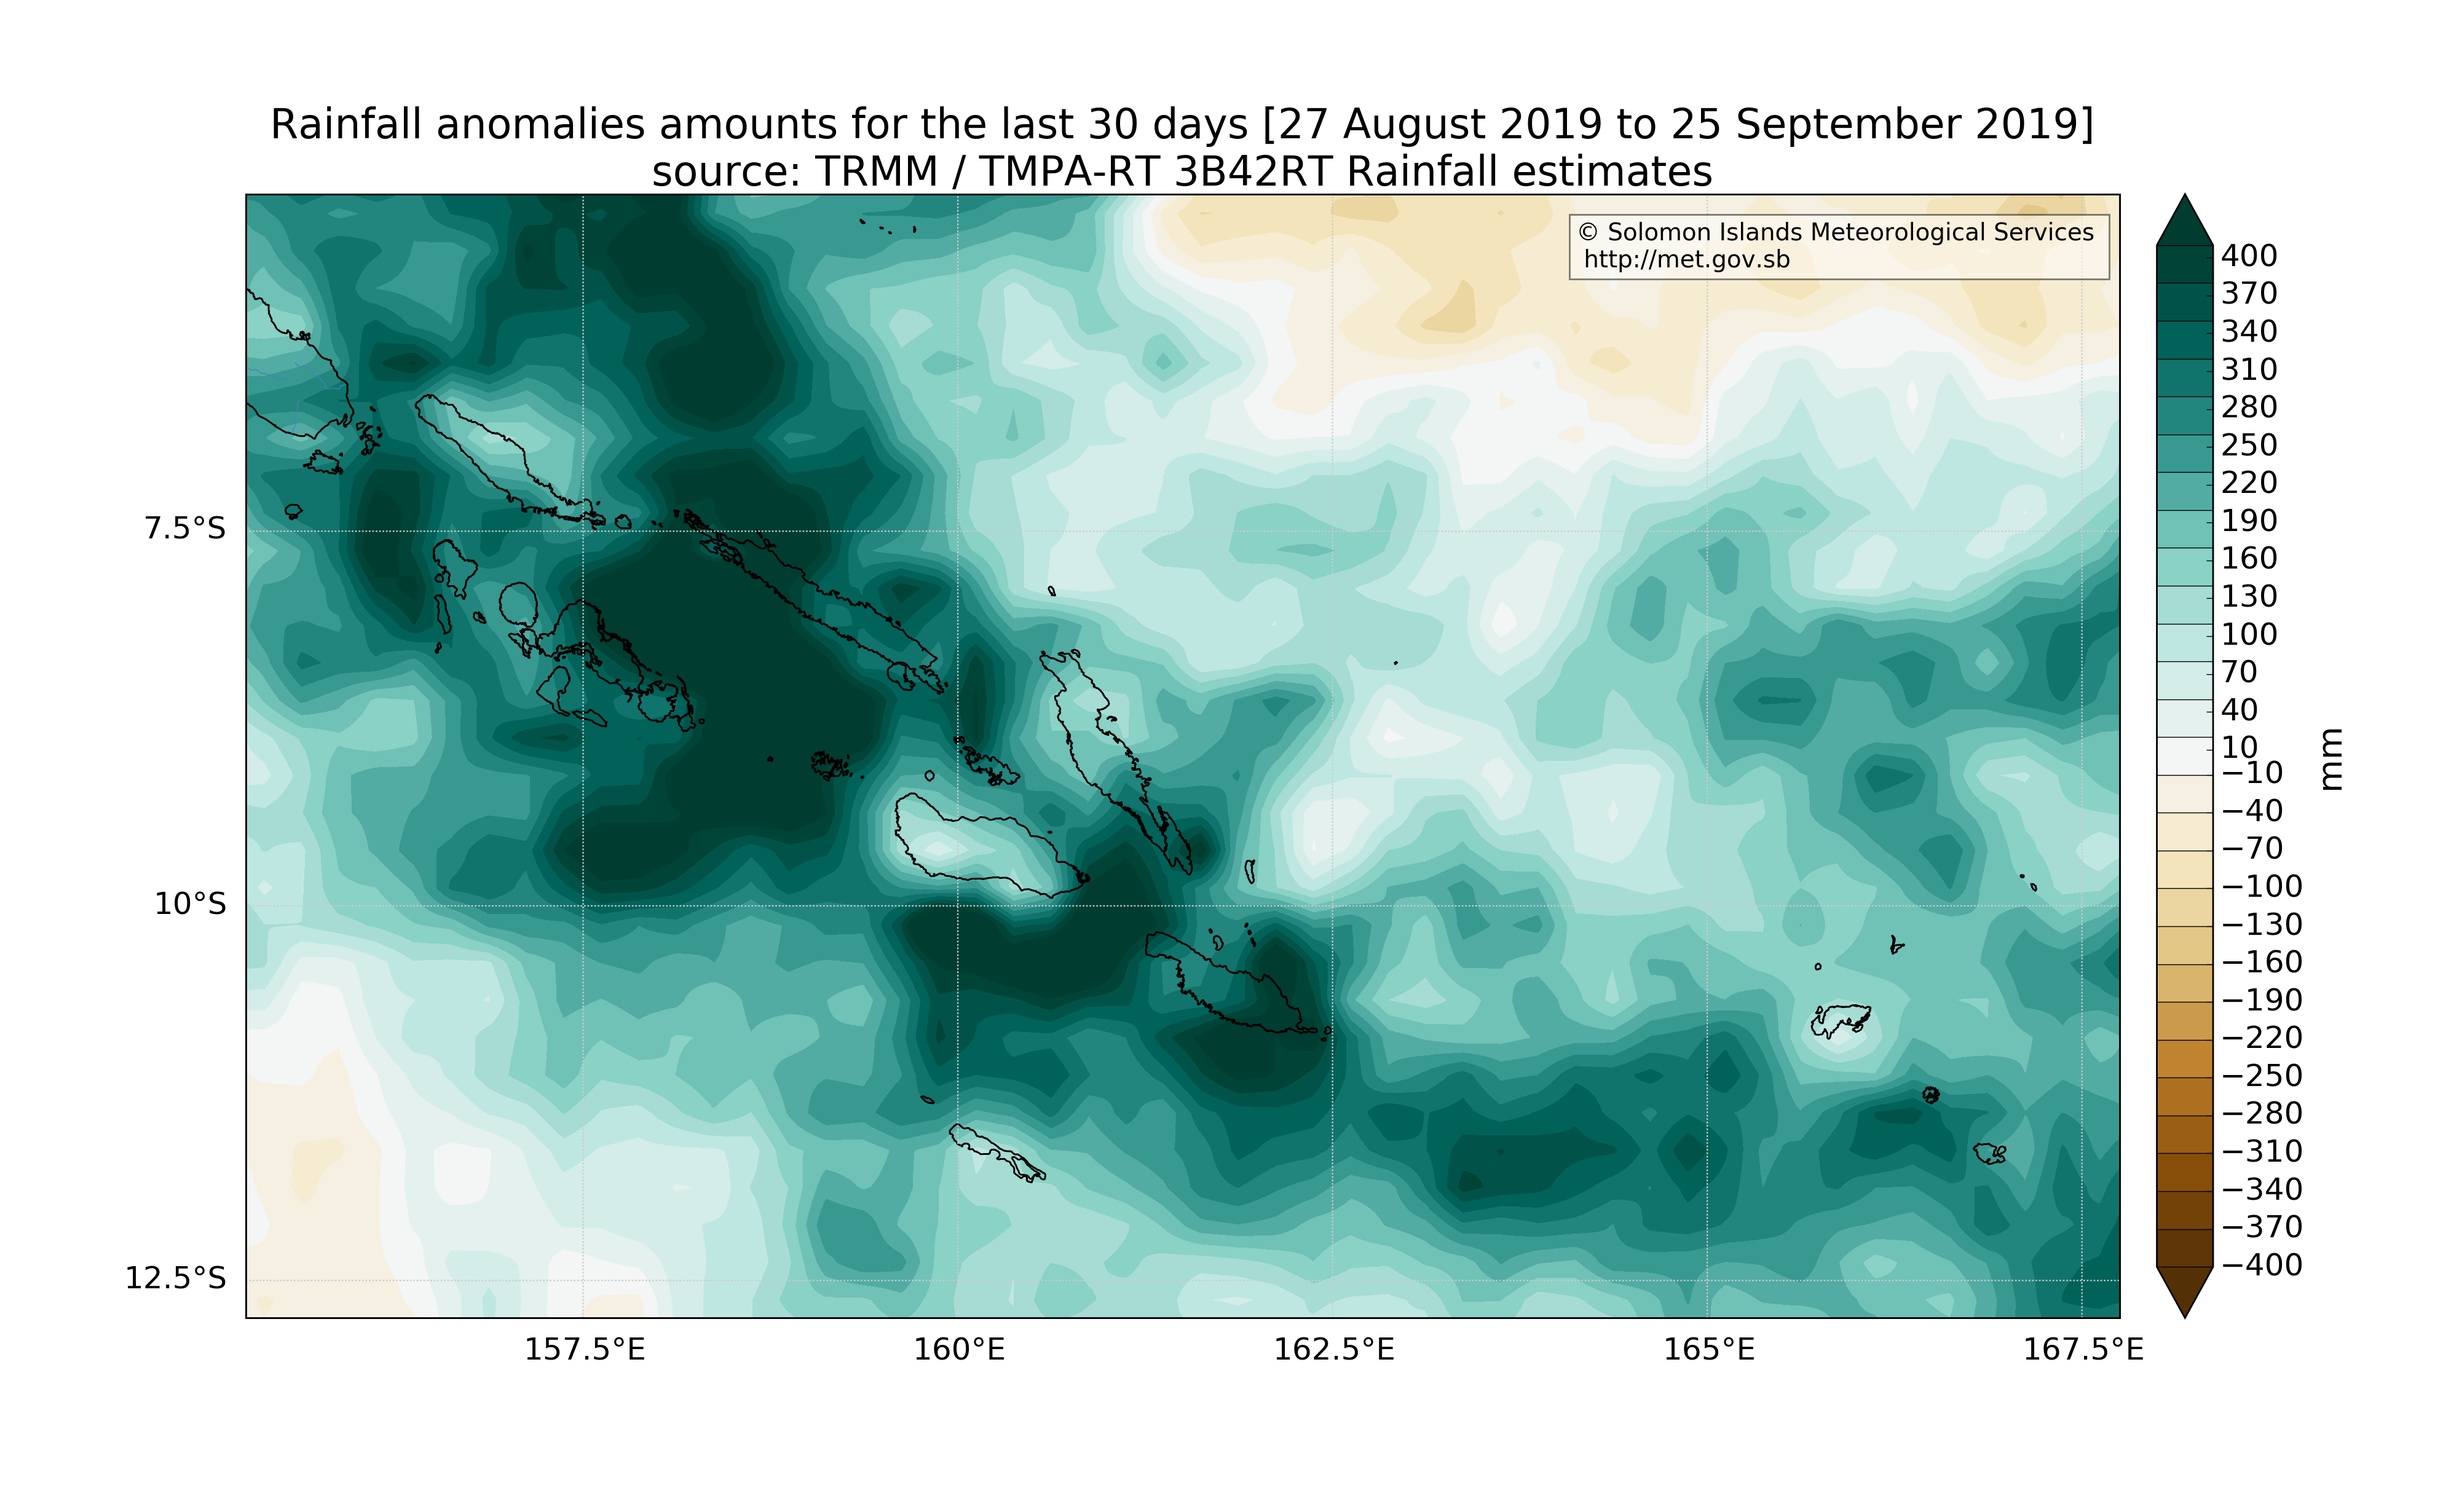 Rainfall anomalies amounts for the last 30 days [27 August 2019 to 25 September 2019]
source: TRMM / TMPA-RT 3B42RT Rainfall estimates
© Solomon Islands Meteorological Services
http://met.gov.sb
7.5°S
10°S
12.5°S
157.5°E
160°E
162.5°E
165°E
167.5°E
400
370
340
310
280
250
220
190
160
130
100
70
40
10
−10
−40
−70
−100
−130
−160
−190
−220
−250
−280
−310
−340
−370
−400
mm